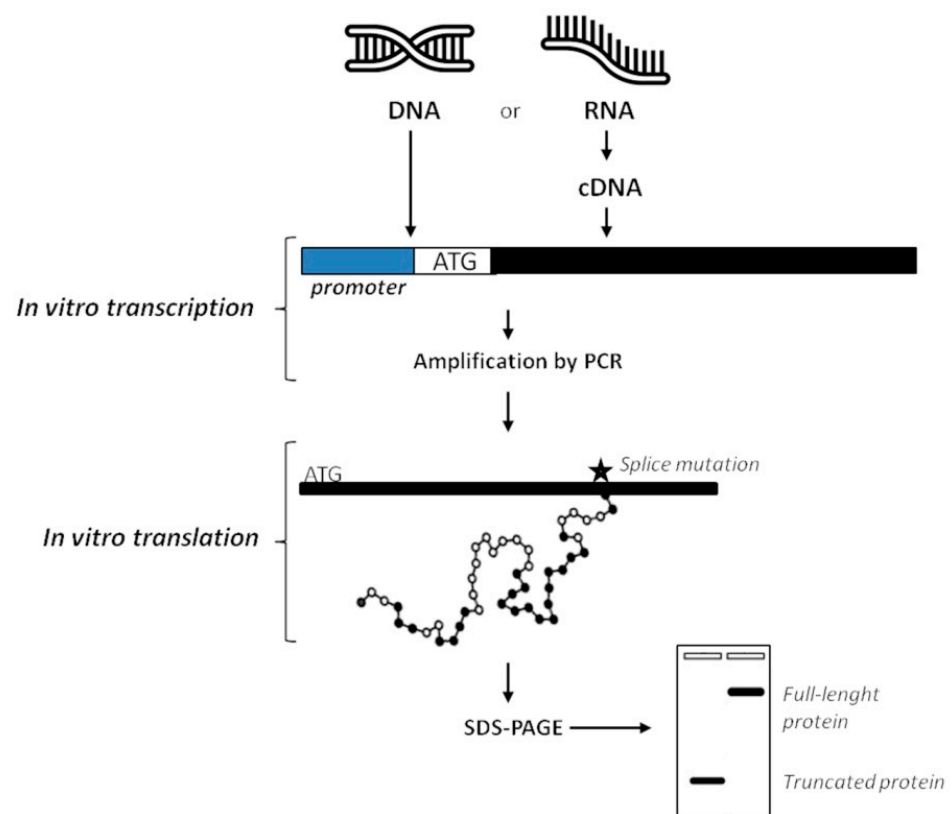 DNA or RNA
cDNA
ATG
promoter
In vitro transcription
Amplification by PCR
ATG
Splice mutation
In vitro translation
SDS-PAGE
Full-lenght
protein
Truncated protein